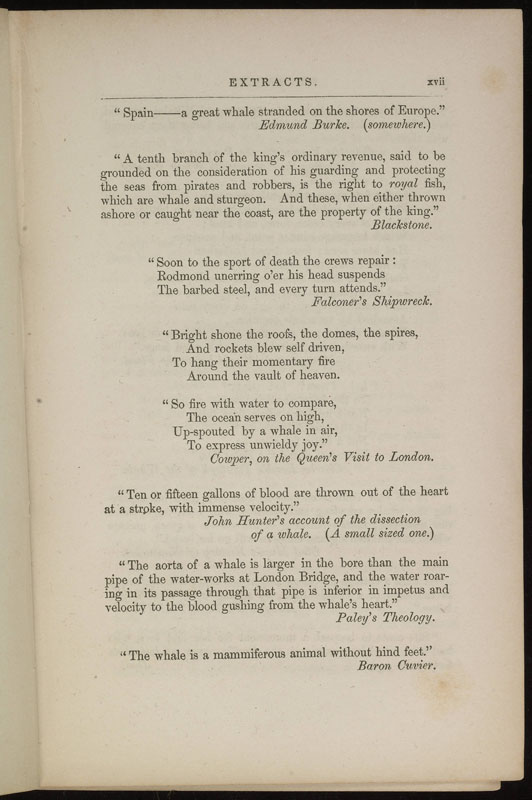 EXTRACTS. xvii
“Spain——a great whale stranded on the shores of Europe.”
Edmund Burke. (somewhere.)
“A tenth branch of the king’s ordinary revenue, said to be
grounded on the consideration of his guarding and protecting
the seas from pirates and robbers, is the right to royal fish,
which are whale and sturgeon. And these, when either thrown
ashore or caught near the coast, are the property of the king.”
Blackstone.
“Soon to the sport of death the crews repair:
Rodmond unerring o’er his head suspends
The barbed steel, and every turn attends.”
Falconer’s Shipwreck.
“Bright shone the roofs, the domes, the spires,
And rockets blew self driven,
To hang their momentary fire
Around the vault of heaven.
“So fire with water to compare,
The ocean serves on high,
Up-spouted by a whale in air,
To express unwieldy joy.”
Cowper, on the Queen’s Visit to London.
“Ten or fifteen gallons of blood are thrown out of the heart
at a stroke, with immense velocity.”
John Hunter’s account of the dissection
of a whale. (A small sized one.)
“The aorta of a whale is larger in the bore than the main
pipe of the water-works at London Bridge, and the water roar-
ing in its passage through that pipe is inferior in impetus and
velocity to the blood gushing from the whale’s heart.”
Paley’s Theology.
“The whale is a mammiferous animal without hind feet.”
Baron Cuvier.